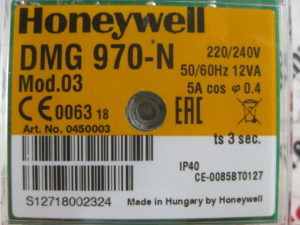 Honeywell
DMG 970-N
Mod.03
220/240V
50/60Hz 12VA
5A cos φ 0.4
CE 0063 18
EAC
Art. No. 0450003
ts 3 sec.
IP40
CE-0085BT0127
S12718002324
Made in Hungary by Honeywell